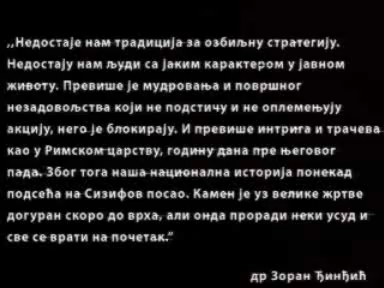 ,,Недостаје нам традиција за озбиљну стратегију.
Недостају нам људи са јаким карактером у јавном
животу. Превише је мудровања и површног
незадовољства који не подстичу и не оплемењују
акцију, него је блокирају. И превише интрига и трачева
као у Римском царству, годину дана пре његовог
пада. Због тога наша национална историја понекад
подсећа на Сизифов посао. Камен је уз велике жртве
догуран скоро до врха, али онда проради неки усуд и
све се врати на почетак.“
др Зоран Ђинђић